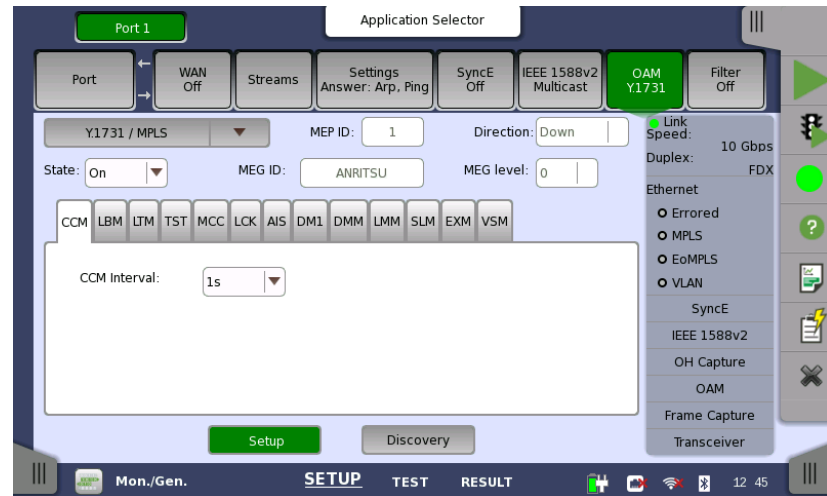 Port 1
Application Selector
Port
WAN
Off
Streams
Settings
Answer: Arp, Ping
SyncE
Off
IEEE 1588v2
Multicast
OAM
Y.1731
Filter
Off
Y.1731 / MPLS
MEP ID:
1
Direction:
Down
State:
On
MEG ID:
ANRITSU
MEG level:
0
CCM
LBM
LTM
TST
MCC
LCK
AIS
DM1
DMM
LMM
SLM
EXM
VSM
CCM Interval:
1s
Setup
Discovery
Link
Speed:
10 Gbps
Duplex:
FDX
Ethernet
Errored
MPLS
EoMPLS
VLAN
SyncE
IEEE 1588v2
OH Capture
OAM
Frame Capture
Transceiver
Mon./Gen.
SETUP
TEST
RESULT
12 45